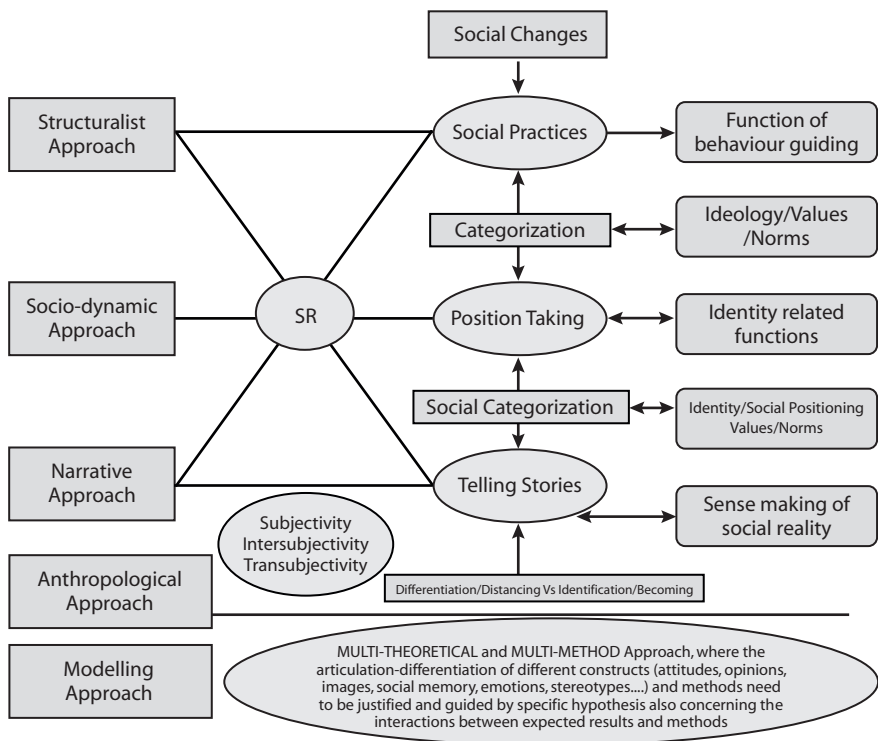 Social Changes
Structuralist
Approach
Social Practices
Function of
behaviour guiding
Categorization
Ideology/Values
/Norms
Socio-dynamic
Approach
SR
Position Taking
Identity related
functions
Social Categorization
Identity/Social Positioning
Values/Norms
Narrative
Approach
Telling Stories
Sense making of
social reality
Subjectivity
Intersubjectivity
Transubjectivity
Anthropological
Approach
Differentiation/Distancing Vs Identification/Becoming
Modelling
Approach
MULTI-THEORETICAL and MULTI-METHOD Approach, where the
articulation-differentiation of different constructs (attitudes, opinions,
images, social memory, emotions, stereotypes....) and methods need
to be justified and guided by specific hypothesis also concerning the
interactions between expected results and methods